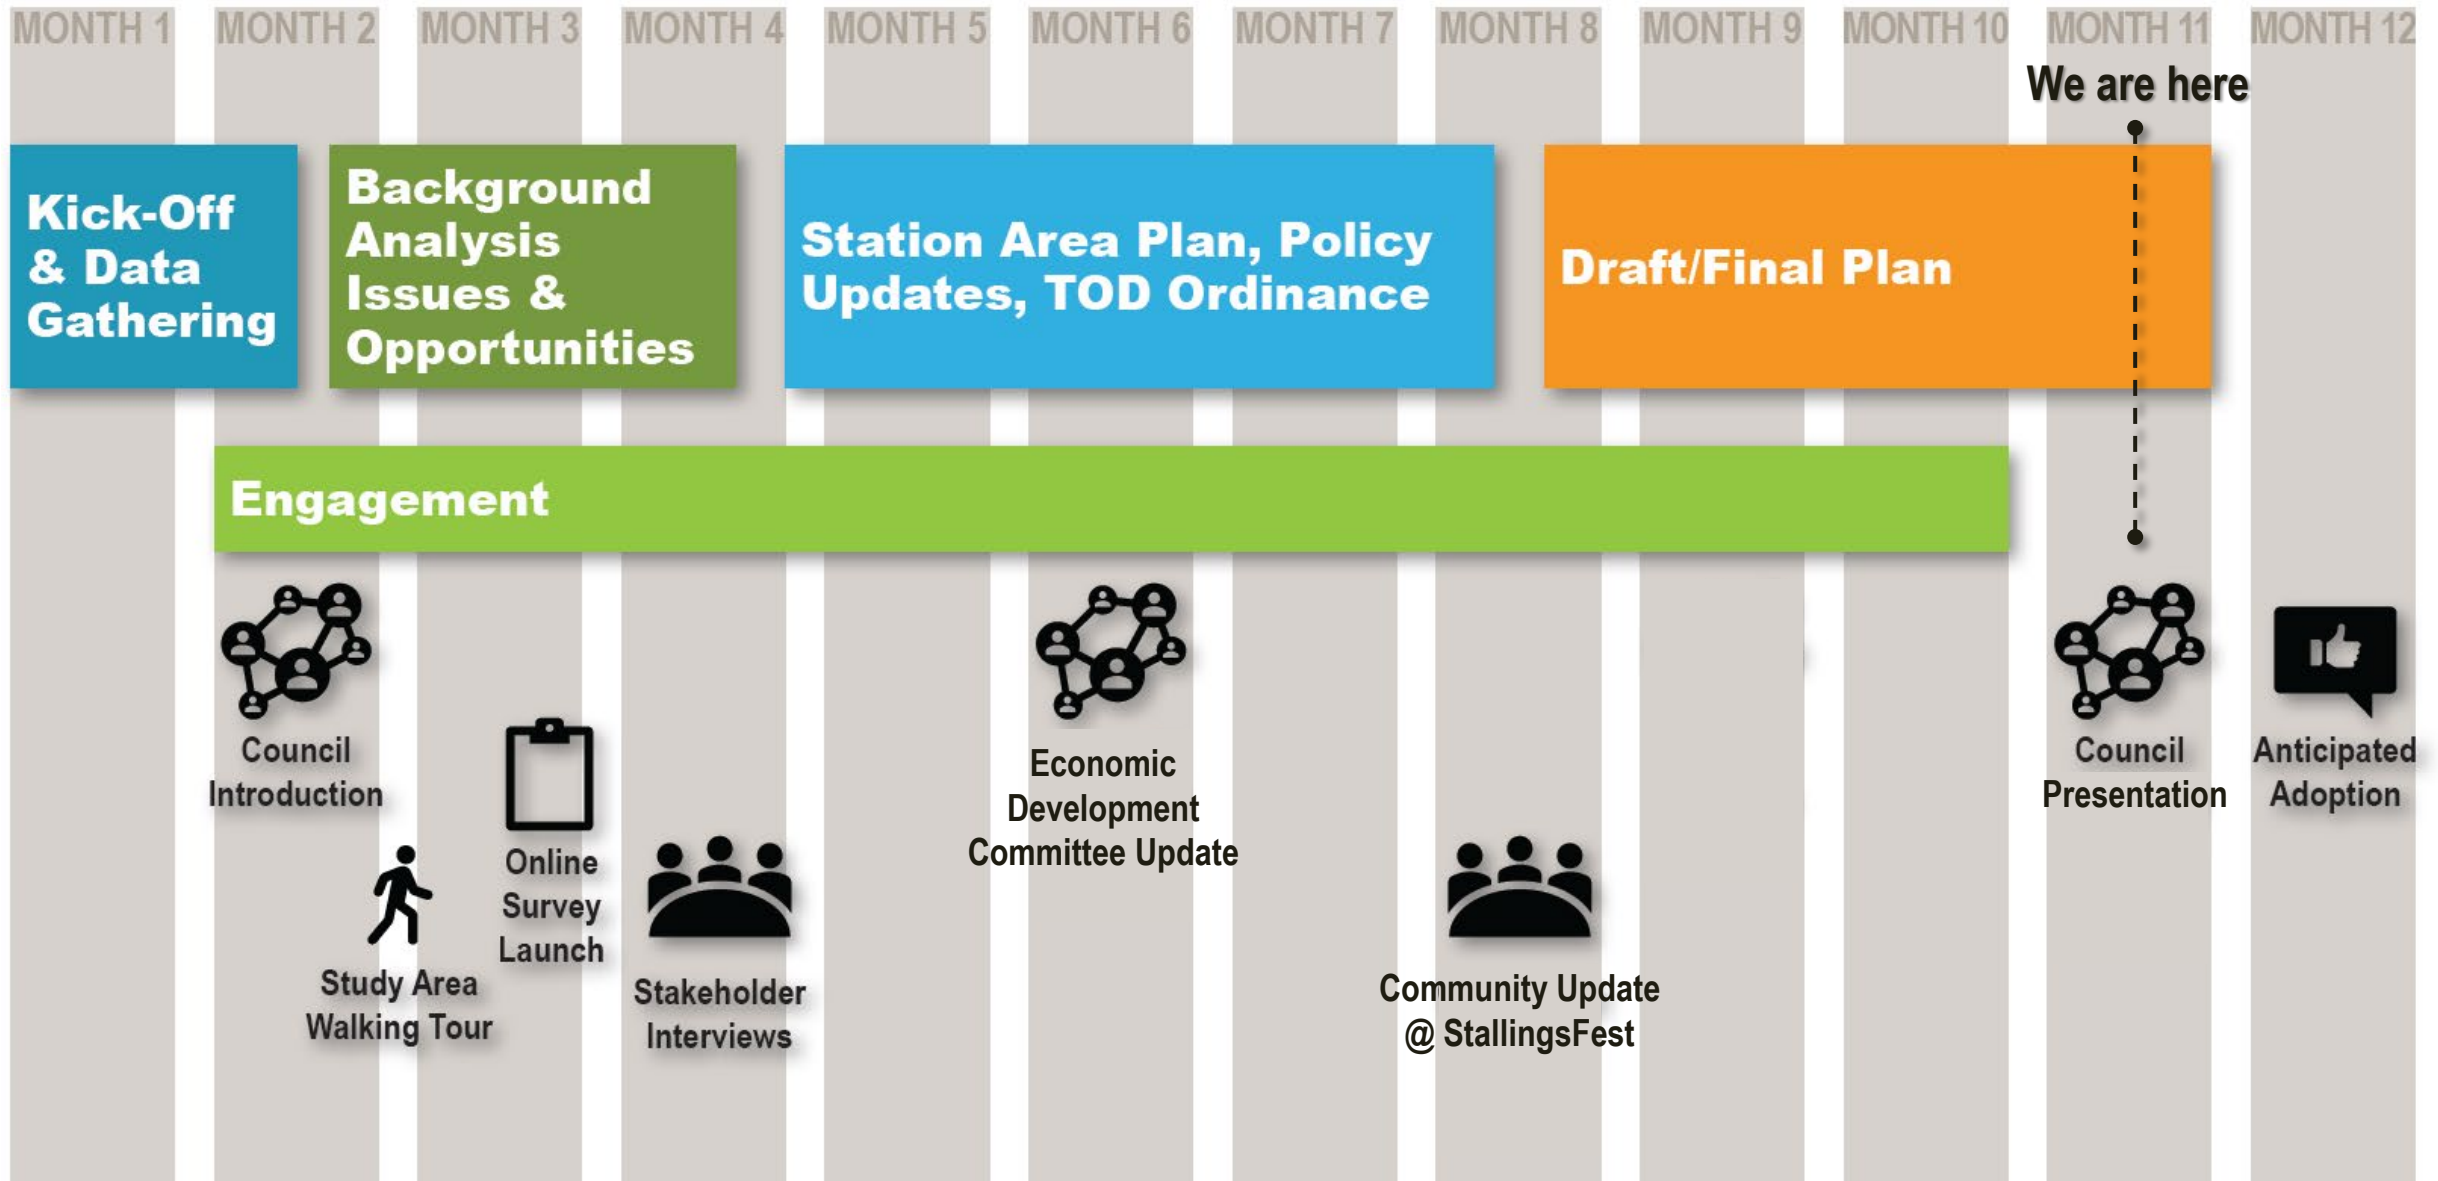 MONTH 1
MONTH 2
MONTH 3
MONTH 4
MONTH 5
MONTH 6
MONTH 7
MONTH 8
MONTH 9
MONTH 10
MONTH 11
MONTH 12
We are here
Kick-Off
& Data
Gathering
Background
Analysis
Issues &
Opportunities
Station Area Plan, Policy
Updates, TOD Ordinance
Draft/Final Plan
Engagement
Council
Introduction
Study Area
Walking Tour
Online
Survey
Launch
Stakeholder
Interviews
Economic
Development
Committee Update
Community Update
@ StallingsFest
Council
Presentation
Anticipated
Adoption